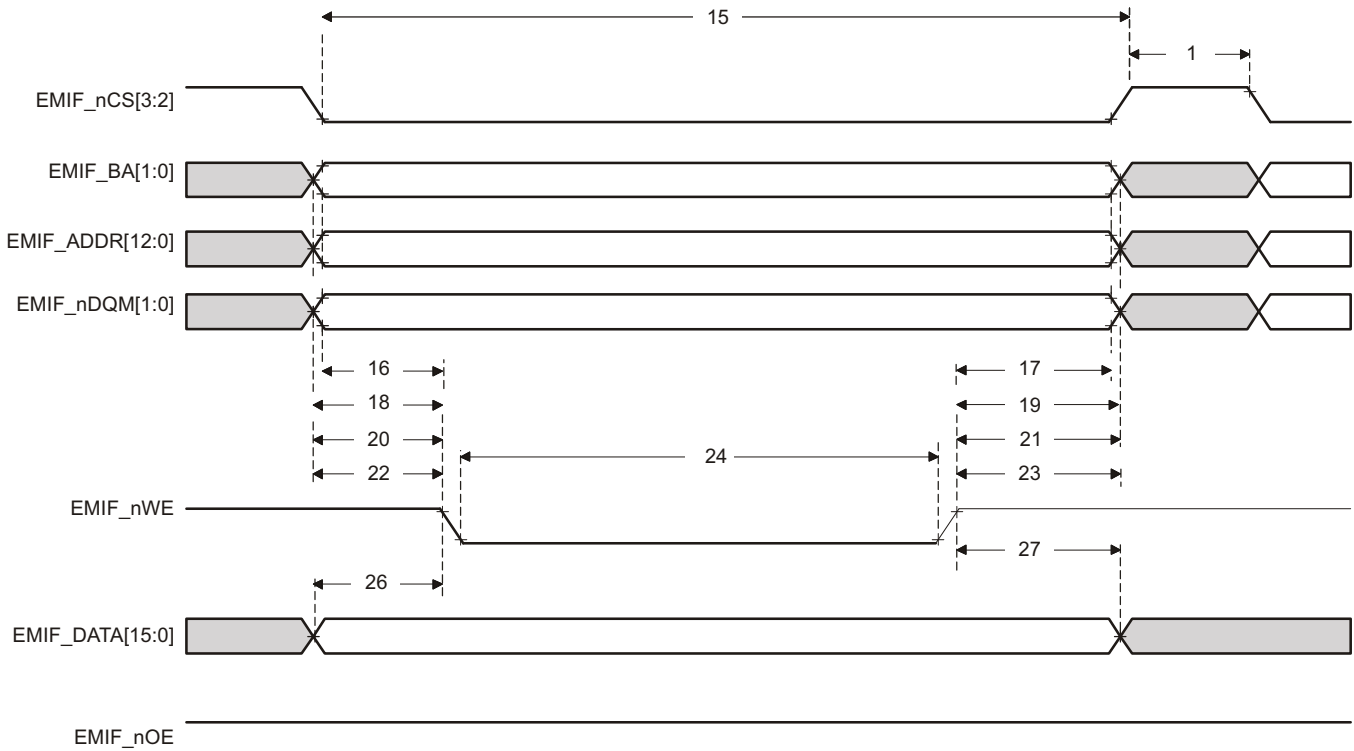 15
1
EMIF_nCS[3:2]
EMIF_BA[1:0]
EMIF_ADDR[12:0]
EMIF_nDQM[1:0]
16
17
18
19
20
21
24
22
23
EMIF_nWE
27
26
EMIF_DATA[15:0]
EMIF_nOE